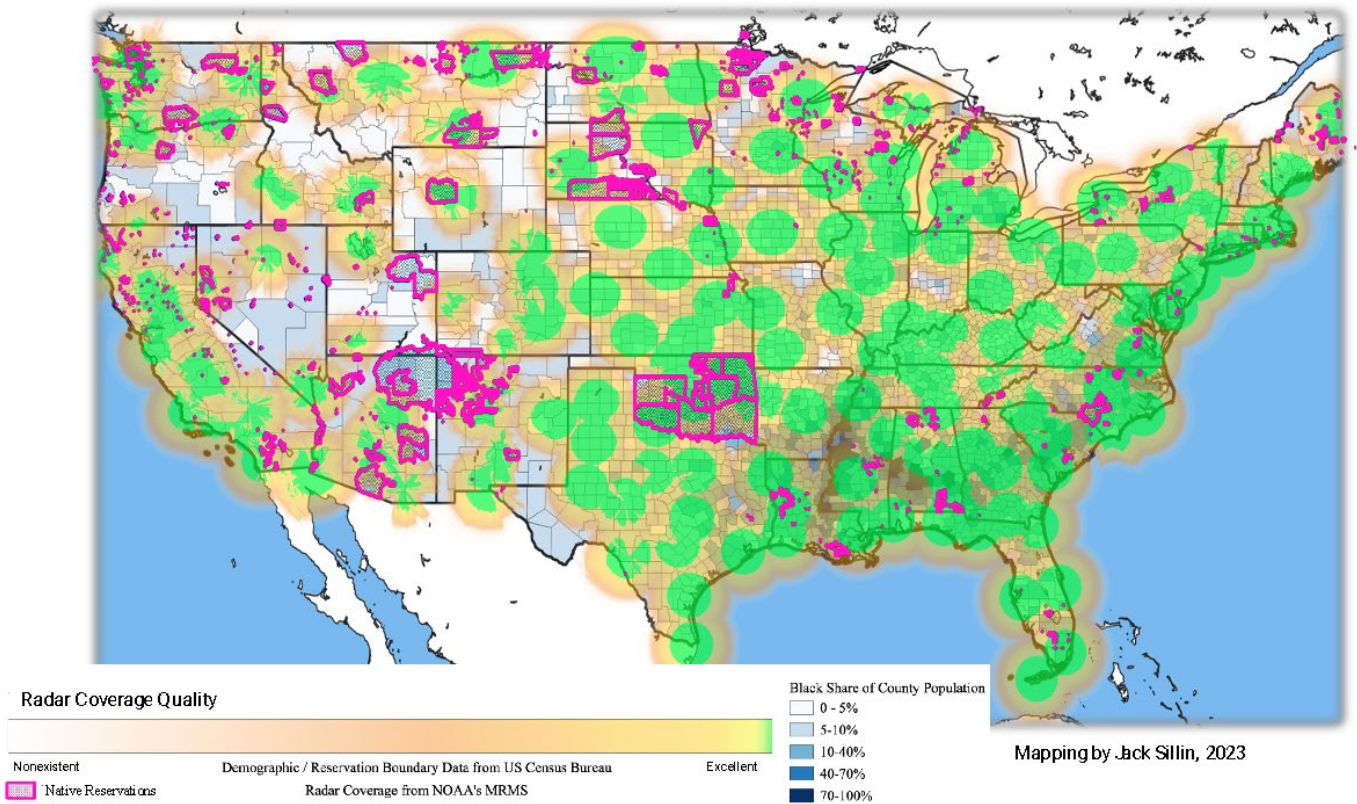 Radar Coverage Quality
Nonexistent
Demographic / Reservation Boundary Data from US Census Bureau
Excellent
Native Reservations
Radar Coverage from NOAA's MRMS
Black Share of County Population
0 - 5%
5-10%
10-40%
40-70%
70-100%
Mapping by Jack Sillin, 2023